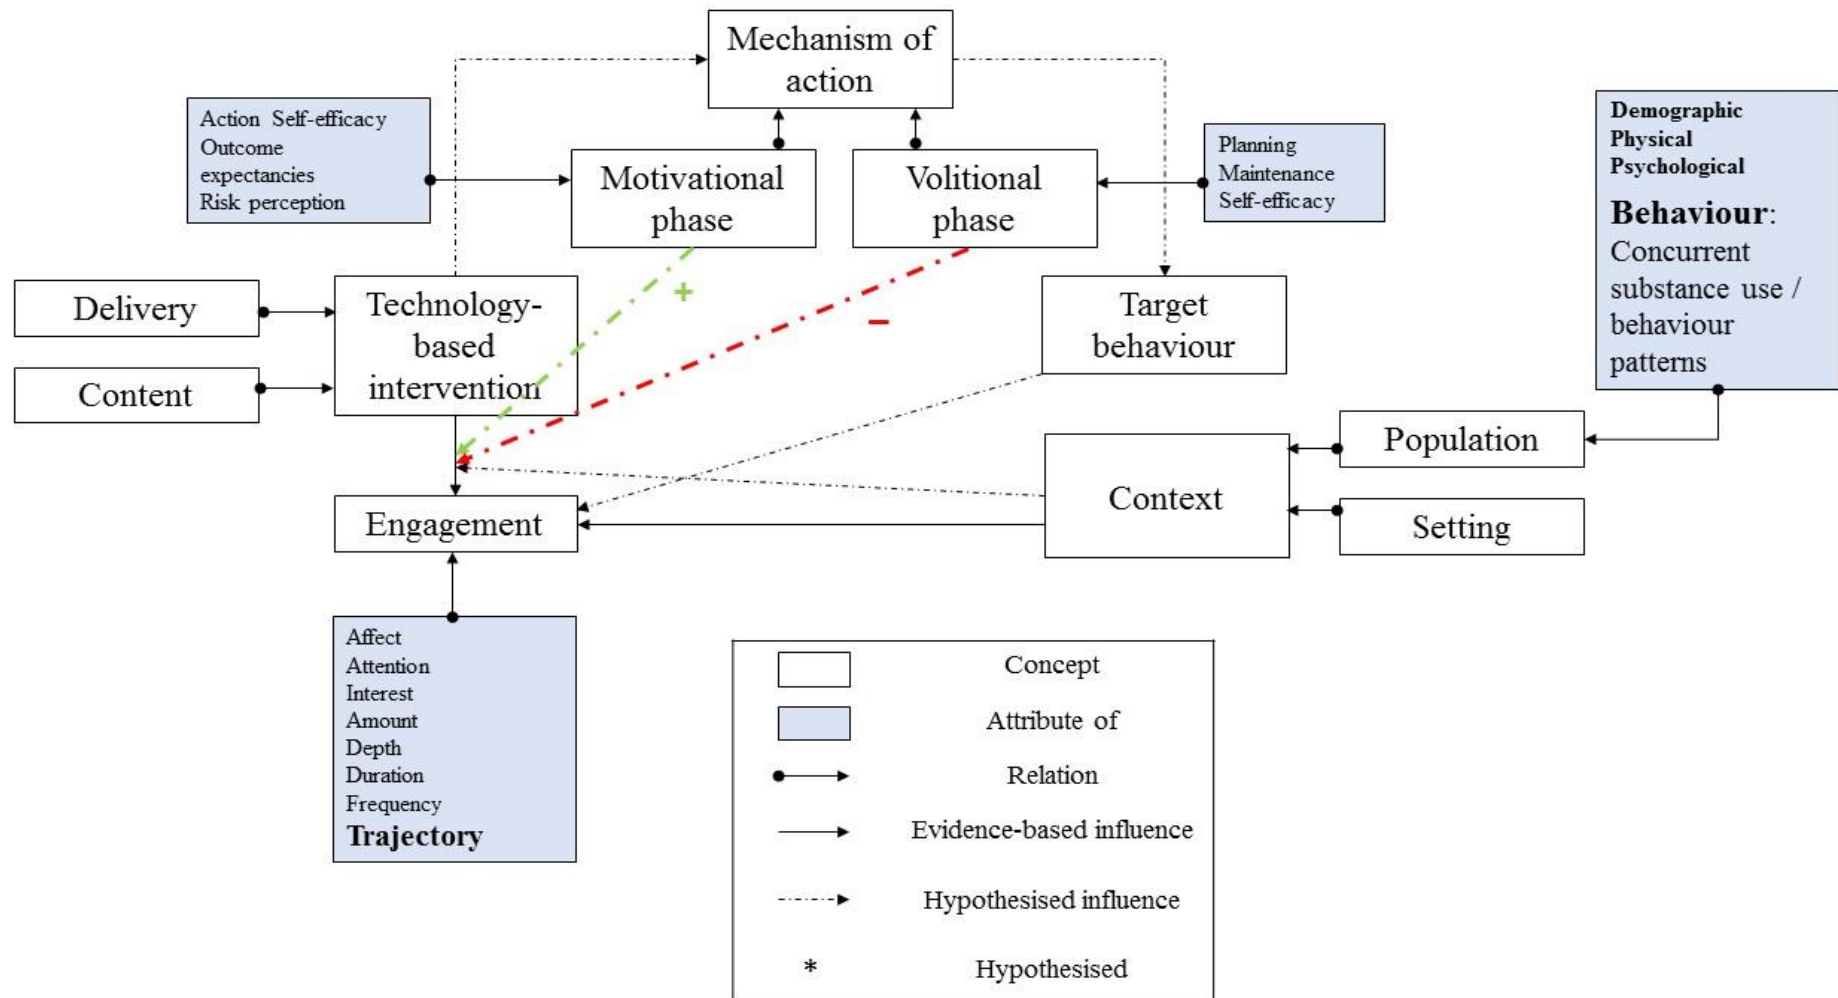 Mechanism of
action
Action Self-efficacy
Outcome
expectancies
Risk perception
Motivational
phase
Volitional
phase
Planning
Maintenance
Self-efficacy
Demographic
Physical
Psychological
Behaviour:
Concurrent
substance use /
behaviour
patterns
Delivery
Content
Technology-
based
intervention
+
−
Target
behaviour
Population
Context
Setting
Engagement
Affect
Attention
Interest
Amount
Depth
Duration
Frequency
Trajectory
Concept
Attribute of
Relation
Evidence-based influence
Hypothesised influence
* Hypothesised